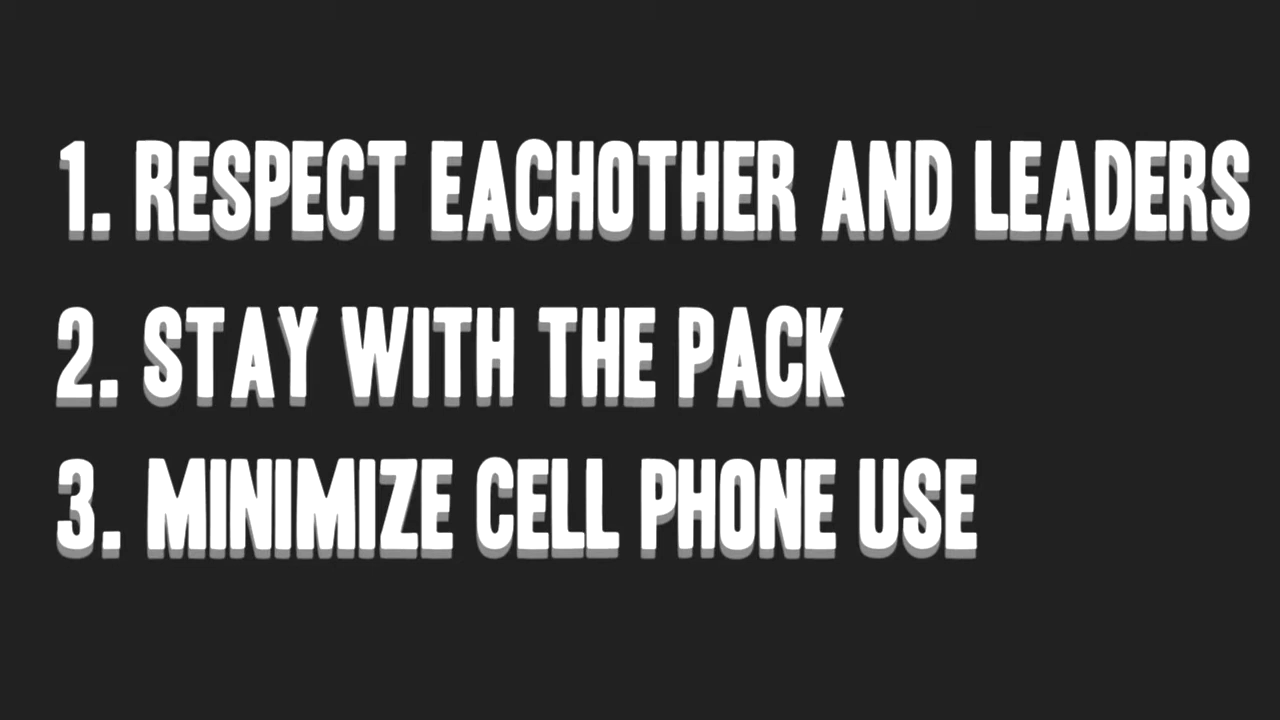 1. RESPECT EACHOTHER AND LEADERS
2. STAY WITH THE PACK
3. MINIMIZE CELL PHONE USE